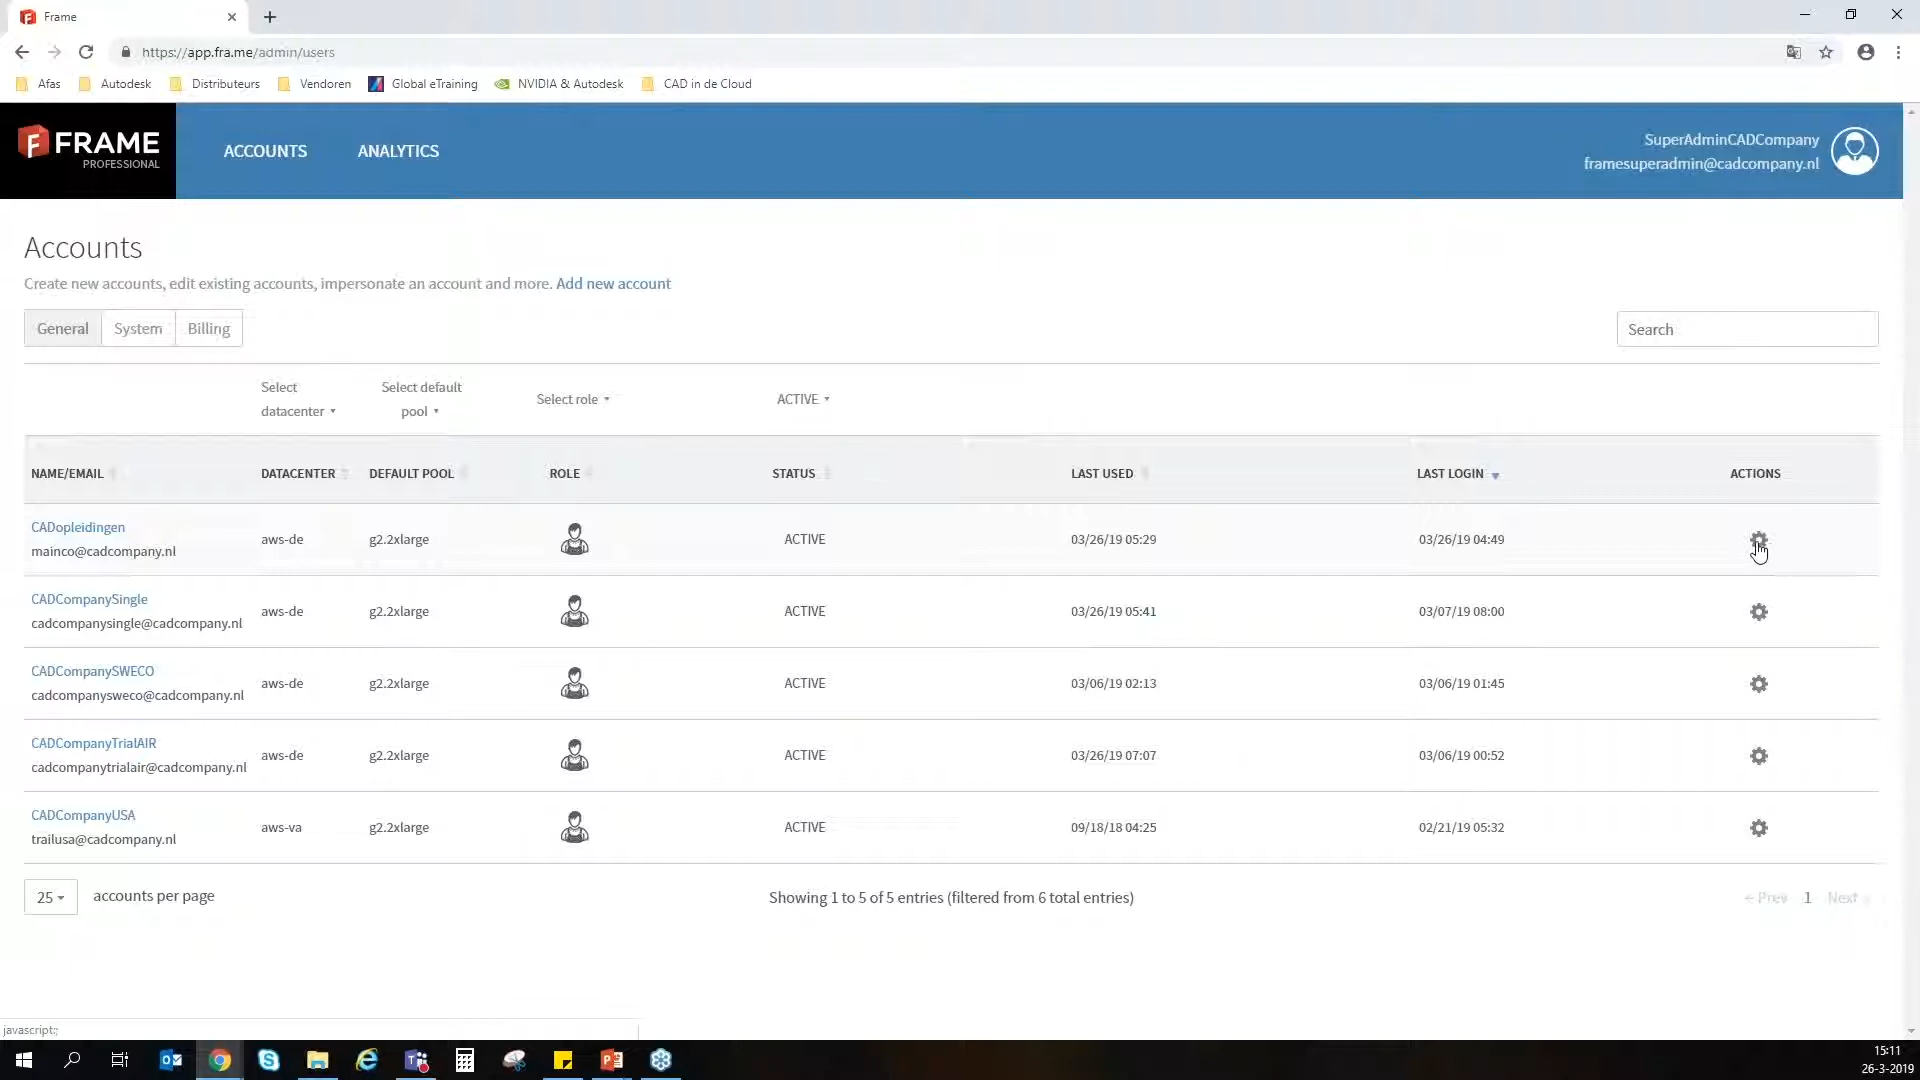 Frame
https://app.fra.me/admin/users
Afas
Autodesk
Distributeurs
Vendoren
Global eTraining
NVIDIA & Autodesk
CAD in de Cloud
FRAME
PROFESSIONAL
ACCOUNTS
ANALYTICS
SuperAdminCADCompany
framesuperadmin@cadcompany.nl
Accounts
Create new accounts, edit existing accounts, impersonate an account and more. Add new account
General System Billing
Search
Select datacenter
Select default pool
Select role
ACTIVE
NAME/EMAIL DATACENTER DEFAULT POOL ROLE STATUS LAST USED LAST LOGIN ACTIONS
CADopleidingen
mainco@cadcompany.nl
aws-de g2.2xlarge ACTIVE 03/26/19 05:29 03/26/19 04:49
CADCompanySingle
cadcompanysingle@cadcompany.nl
aws-de g2.2xlarge ACTIVE 03/26/19 05:41 03/07/19 08:00
CADCompanySWECO
cadcompanysweco@cadcompany.nl
aws-de g2.2xlarge ACTIVE 03/06/19 02:13 03/06/19 01:45
CADCompanyTrialAIR
cadcompanytrialair@cadcompany.nl
aws-de g2.2xlarge ACTIVE 03/26/19 07:07 03/06/19 00:52
CADCompanyUSA
trailusa@cadcompany.nl
aws-va g2.2xlarge ACTIVE 09/18/18 04:25 02/21/19 05:32
25 accounts per page
Showing 1 to 5 of 5 entries (filtered from 6 total entries)
← Prev 1 Next
javascript:;
15:11
26-3-2019